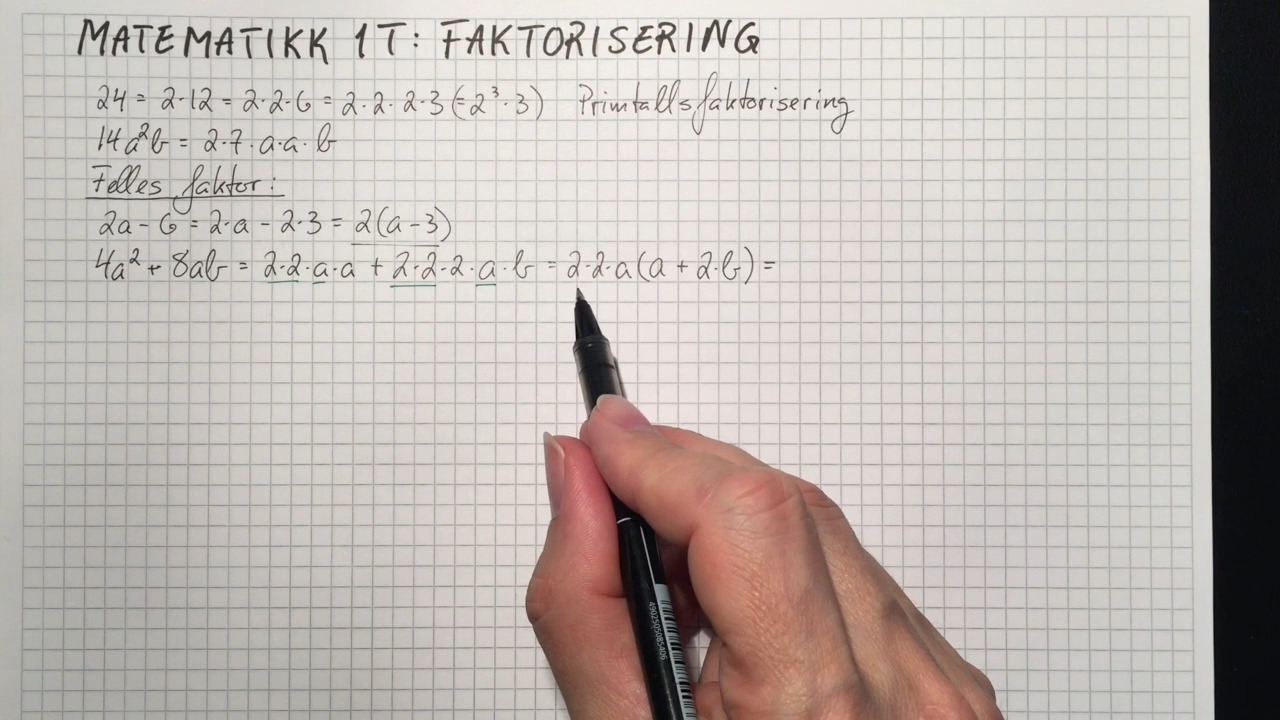 MATEMATIKK 1T: FAKTORISERING
24 = 2·12 = 2·2·6 = 2·2·2·3 (=2³·3) Primtallsfaktorisering
14a²b = 2·7·a·a·b
Felles faktor:
2a - 6 = 2·a - 2·3 = 2(a-3)
4a² + 8ab = 2·2·a·a + 2·2·2·a·b = 2·2·a(a + 2·b) =
4902505085406